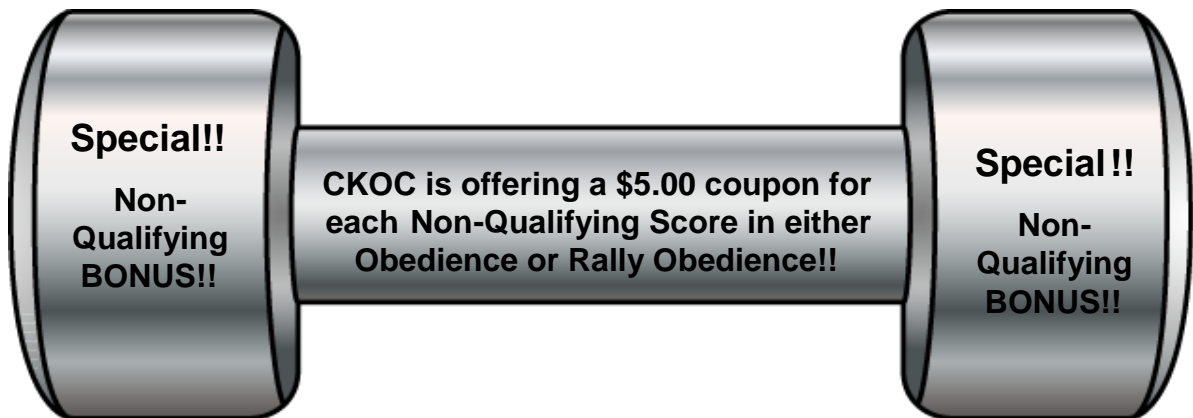 Special!!
Non-
Qualifying
BONUS!!
CKOC is offering a $5.00 coupon for
each Non-Qualifying Score in either
Obedience or Rally Obedience!!
Special!!
Non-
Qualifying
BONUS!!